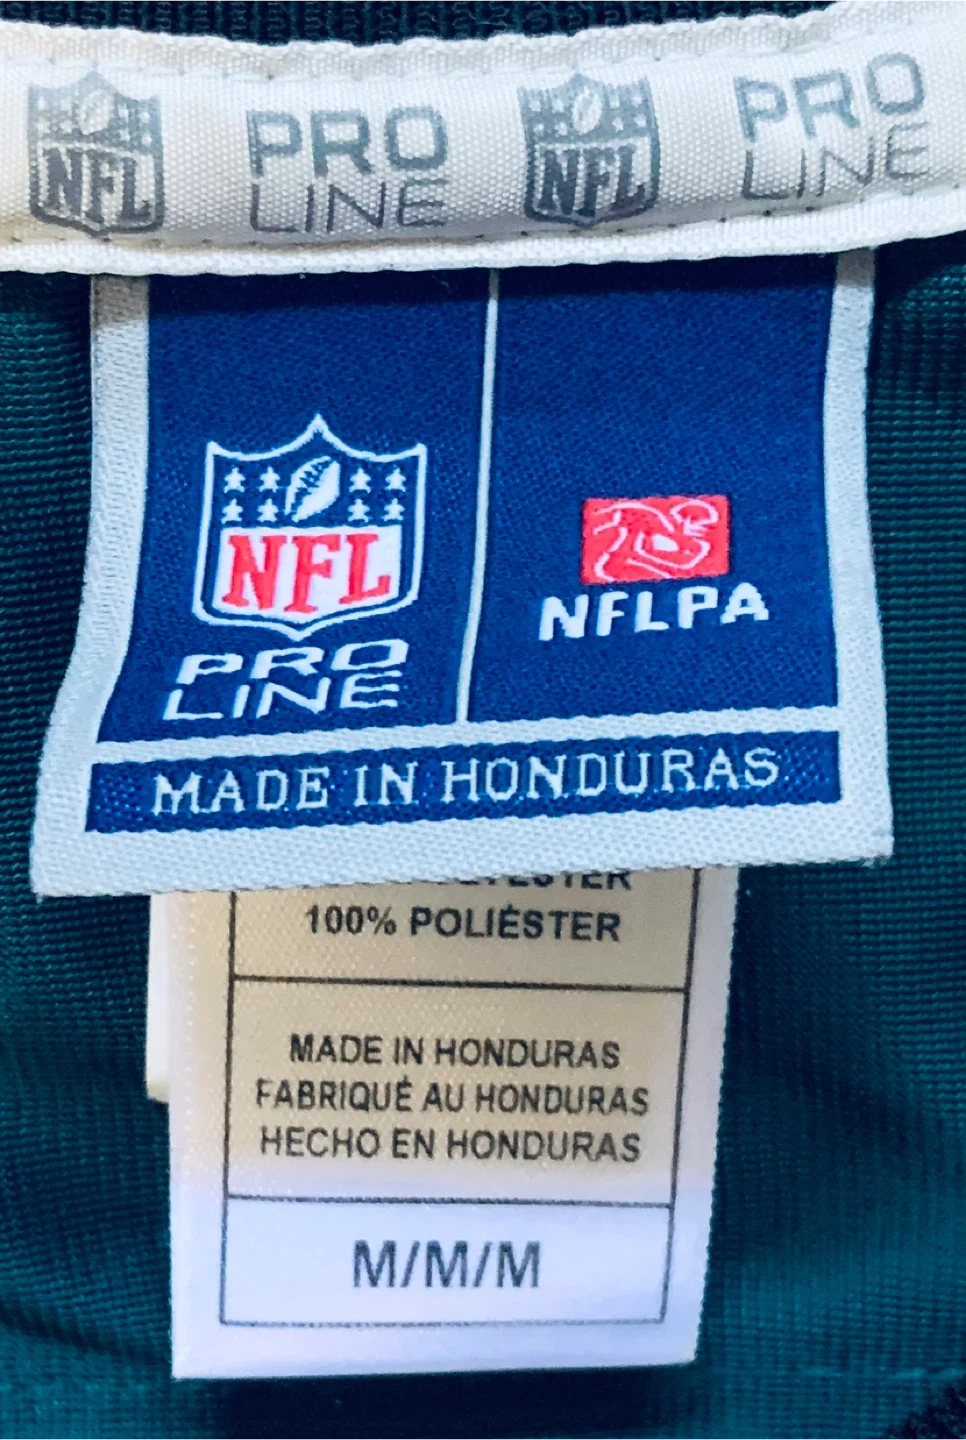 NFL PRO LINE NFL PRO LINE
NFL
PRO
LINE
NFLPA
MADE IN HONDURAS
100% POLIÉSTER
MADE IN HONDURAS
FABRIQUÉ AU HONDURAS
HECHO EN HONDURAS
M/M/M